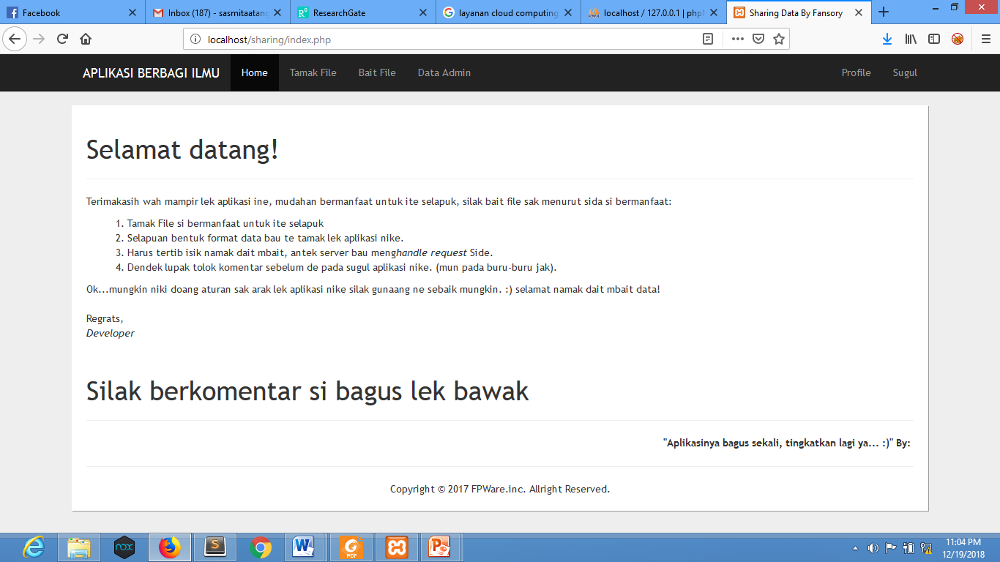 Facebook
Inbox (187) - sasmitaatang
ResearchGate
layanan cloud computing
localhost / 127.0.0.1 | php
Sharing Data By Fansory
localhost/sharing/index.php
APLIKASI BERBAGI ILMU
Home
Tamak File
Bait File
Data Admin
Profile
Sugul
Selamat datang!
Terimakasih wah mampir lek aplikasi ine, mudahan bermanfaat untuk ite selapuk, silak bait file sak menurut sida si bermanfaat:
1. Tamak File si bermanfaat untuk ite selapuk
2. Selapuan bentuk format data bau te tamak lek aplikasi nike.
3. Harus tertib isik namak dait mbait, antek server bau menghandle request Side.
4. Dendek lupak tolok komentar sebelum de pada sugul aplikasi nike. (mun pada buru-buru jak).
Ok...mungkin niki doang aturan sak arak lek aplikasi nike silak gunaang ne sebaik mungkin. :) selamat namak dait mbait data!
Regrats,
Developer
Silak berkomentar si bagus lek bawak
"Aplikasinya bagus sekali, tingkatkan lagi ya... :)" By:
Copyright © 2017 FPWare.inc. Allright Reserved.
11:04 PM
12/19/2018